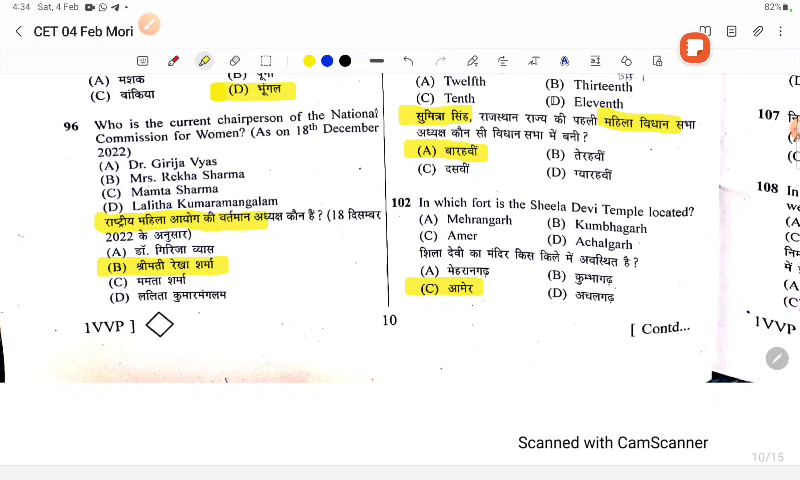 4:34 Sat, 4 Feb
82%
CET 04 Feb Mori
(A) मशक
(C) वांकिया
(D) भूंगल
96 Who is the current chairperson of the National
Commission for Women? (As on 18th December
2022)
(A) Dr. Girija Vyas
(B) Mrs. Rekha Sharma
(C) Mamta Sharma
(D) Lalitha Kumaramangalam
राष्ट्रीय महिला आयोग की वर्तमान अध्यक्ष कौन हैं ? (18 दिसम्बर
2022 के अनुसार)
(A) डॉ. गिरिजा व्यास
(B) श्रीमती रेखा शर्मा
(C) ममता शर्मा
(D) ललिता कुमारमंगलम
1VVP ]
(A) Twelfth
(B) Thirteenth
(C) Tenth
(D) Eleventh
सुमित्रा सिंह, राजस्थान राज्य की पहली महिला विधान सभा
अध्यक्ष कौन सी विधान सभा में बनी ?
(A) बारहवीं
(B) तेरहवीं
(C) दसवीं
(D) ग्यारहवीं
102 In which fort is the Sheela Devi Temple located?
(A) Mehrangarh
(B) Kumbhagarh
(C) Amer
(D) Achalgarh
शिला देवी का मंदिर किस किले में अवस्थित है ?
(A) मेहरानगढ़
(B) कुम्भागढ़
(C) आमेर
(D) अचलगढ़
10
[ Contd...
107
108 In
(A
(C
(A
(C
1VVP
Scanned with CamScanner
10/15